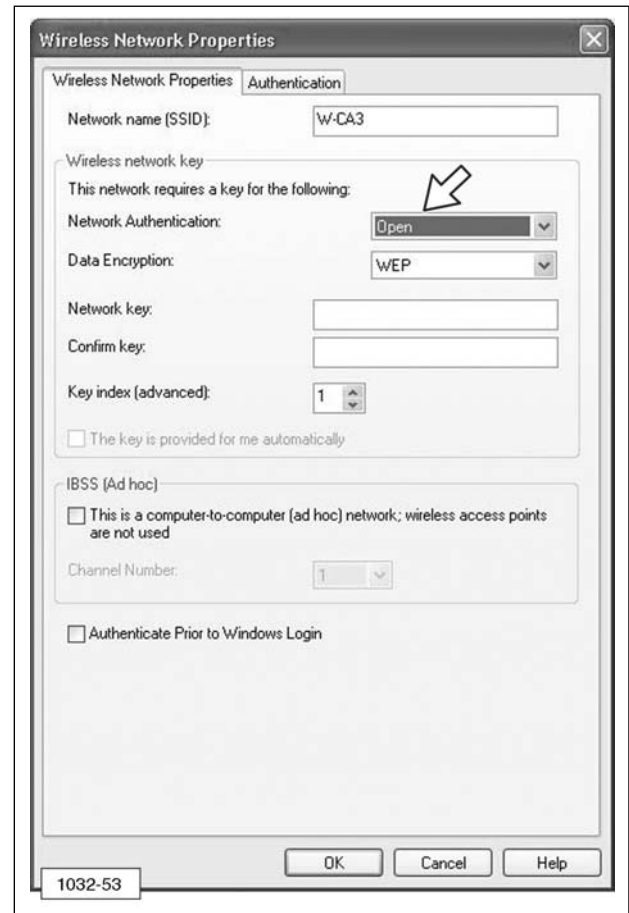 Wireless Network Properties
Wireless Network Properties Authentication
Network name (SSID): W-CA3
Wireless network key
This network requires a key for the following:
Network Authentication: Open
Data Encryption: WEP
Network key:
Confirm key:
Key index (advanced): 1
The key is provided for me automatically
IBSS (Ad hoc)
This is a computer-to-computer (ad hoc) network; wireless access points
are not used
Channel Number: 1
Authenticate Prior to Windows Login
OK Cancel Help
1032-53